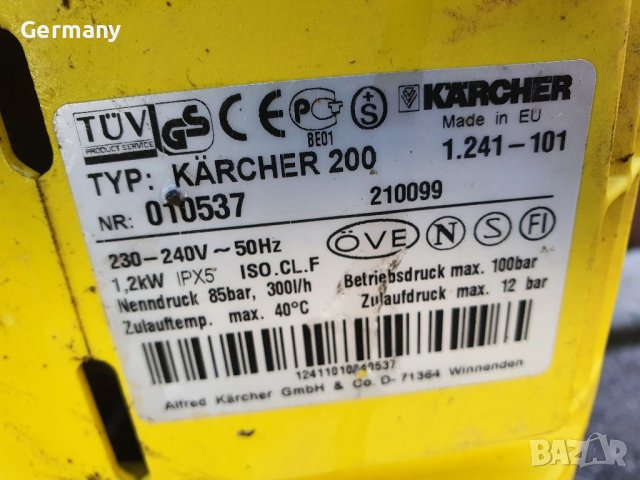 Germany
TÜV
PRODUCT SERVICE
GS
CE
PCT
BE01
S
KÄRCHER
Made in EU
TYP: KÄRCHER 200
1.241-101
NR: 010537
210099
230-240V ~ 50Hz
1,2kW IPX5 ISO.CL.F
Nenndruck 85bar, 300l/h
Zulauftemp. max. 40°C
ÖVE
N
S
FI
Betriebsdruck max. 100bar
Zulaufdruck max. 12 bar
Alfred Kärcher GmbH & Co. D-71364 Winnenden
BAZAR